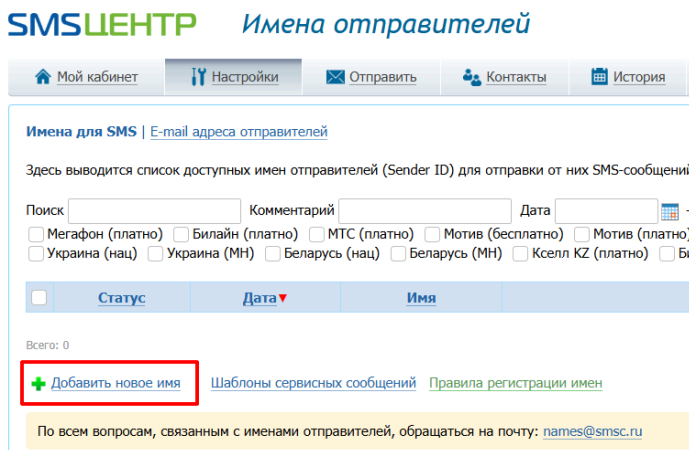 SMSЦЕНТР Имена отправителей
Мой кабинет Настройки Отправить Контакты История
Имена для SMS | E-mail адреса отправителей
Здесь выводится список доступных имен отправителей (Sender ID) для отправки от них SMS-сообщений
Поиск Комментарий Дата -
Мегафон (платно) Билайн (платно) МТС (платно) Мотив (бесплатно) Мотив (платно)
Украина (нац) Украина (МН) Беларусь (нац) Беларусь (МН) Кселл KZ (платно) Би
Статус Дата▼ Имя
Всего: 0
Добавить новое имя Шаблоны сервисных сообщений Правила регистрации имен
По всем вопросам, связанным с именами отправителей, обращаться на почту: names@smsc.ru